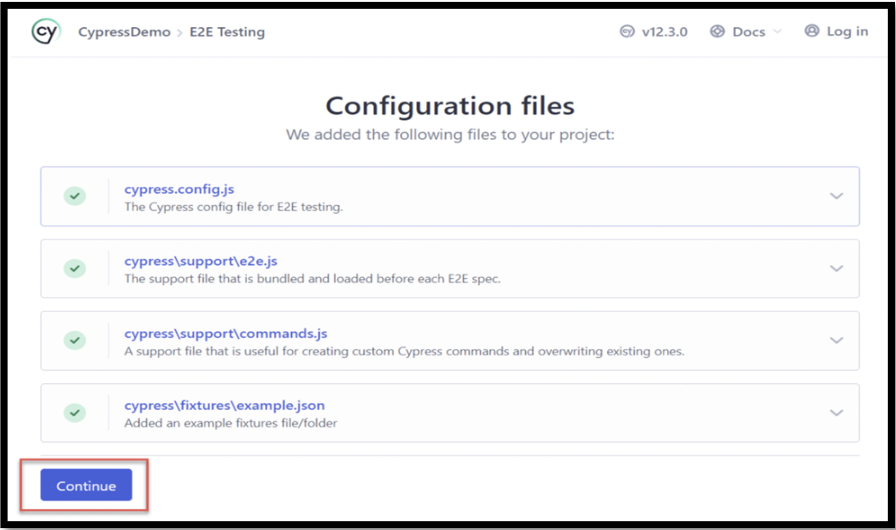 cy CypressDemo > E2E Testing v12.3.0 Docs Log in
Configuration files
We added the following files to your project:
cypress.config.js
The Cypress config file for E2E testing.
cypress\support\e2e.js
The support file that is bundled and loaded before each E2E spec.
cypress\support\commands.js
A support file that is useful for creating custom Cypress commands and overwriting existing ones.
cypress\fixtures\example.json
Added an example fixtures file/folder
Continue